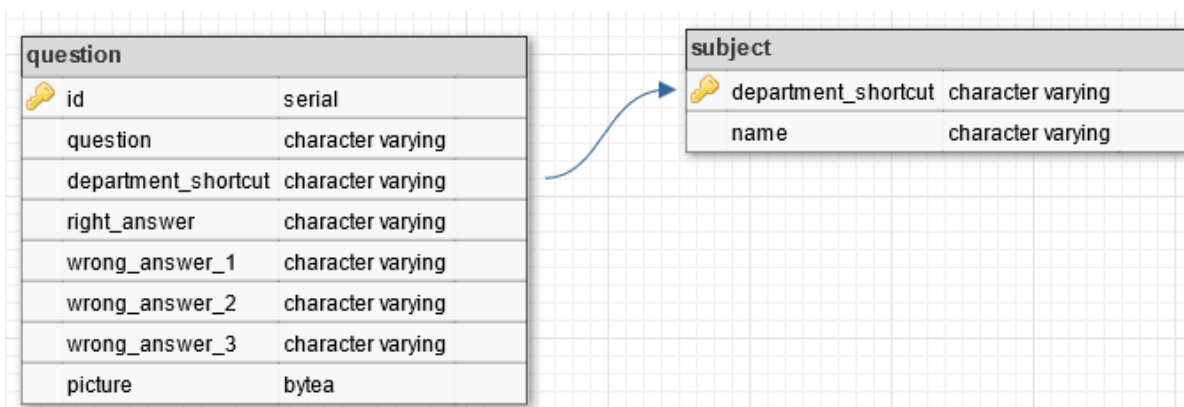 question
id serial
question character varying
department_shortcut character varying
right_answer character varying
wrong_answer_1 character varying
wrong_answer_2 character varying
wrong_answer_3 character varying
picture bytea
subject
department_shortcut character varying
name character varying